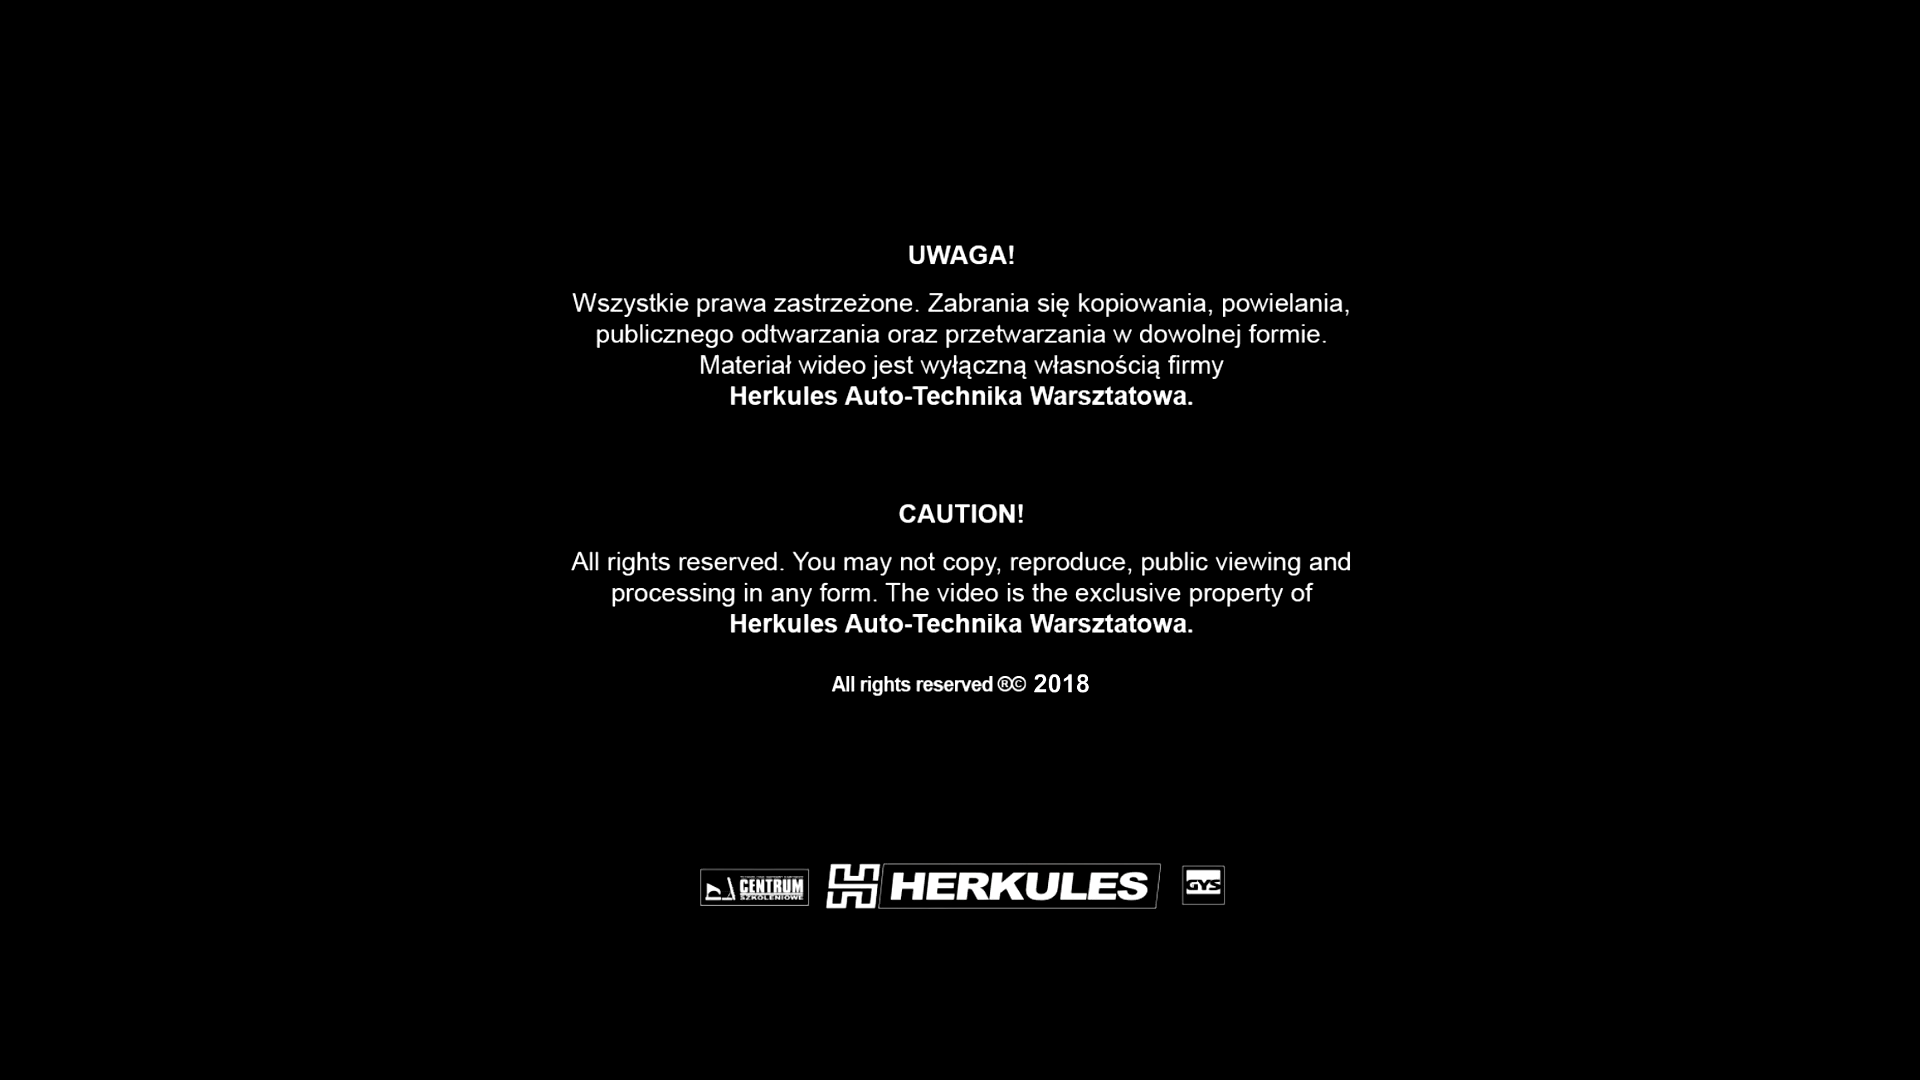 UWAGA!
Wszystkie prawa zastrzeżone. Zabrania się kopiowania, powielania,
publicznego odtwarzania oraz przetwarzania w dowolnej formie.
Materiał wideo jest wyłączną własnością firmy
Herkules Auto-Technika Warsztatowa.
CAUTION!
All rights reserved. You may not copy, reproduce, public viewing and
processing in any form. The video is the exclusive property of
Herkules Auto-Technika Warsztatowa.
All rights reserved ®© 2018
CENTRUM
SZKOLENIOWE
HERKULES
GYS